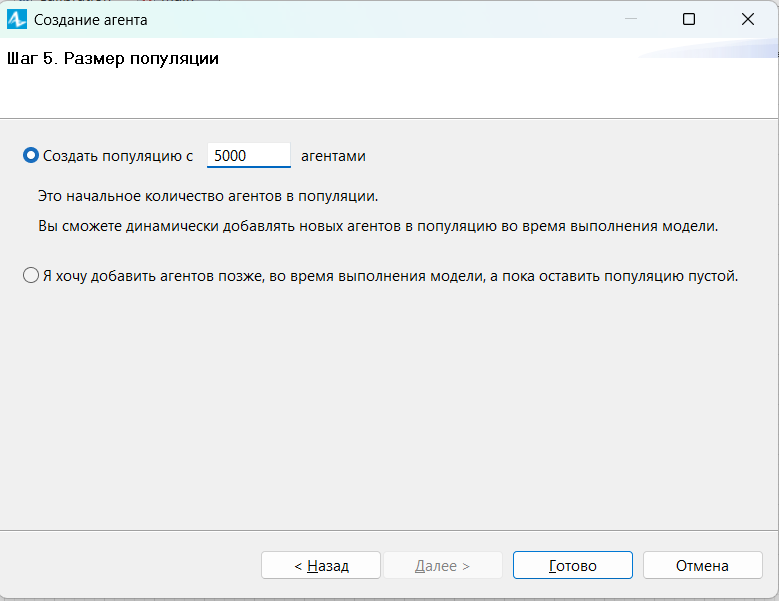 Создание агента
Шаг 5. Размер популяции
Создать популяцию с 5000 агентами
Это начальное количество агентов в популяции.
Вы сможете динамически добавлять новых агентов в популяцию во время выполнения модели.
Я хочу добавить агентов позже, во время выполнения модели, а пока оставить популяцию пустой.
< Назад Далее > Готово Отмена